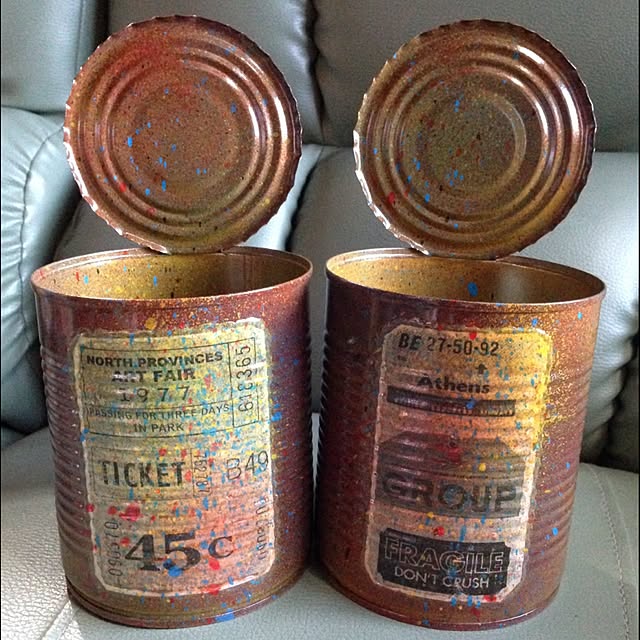 NORTH.PROVINCES
ART FAIR
1977
PASSING FOR THREE DAYS
IN PARK
618385
TICKET
B49
45c
BE 27-50-92
Athens
GROUP
FRAGILE
DON'T CRUSH